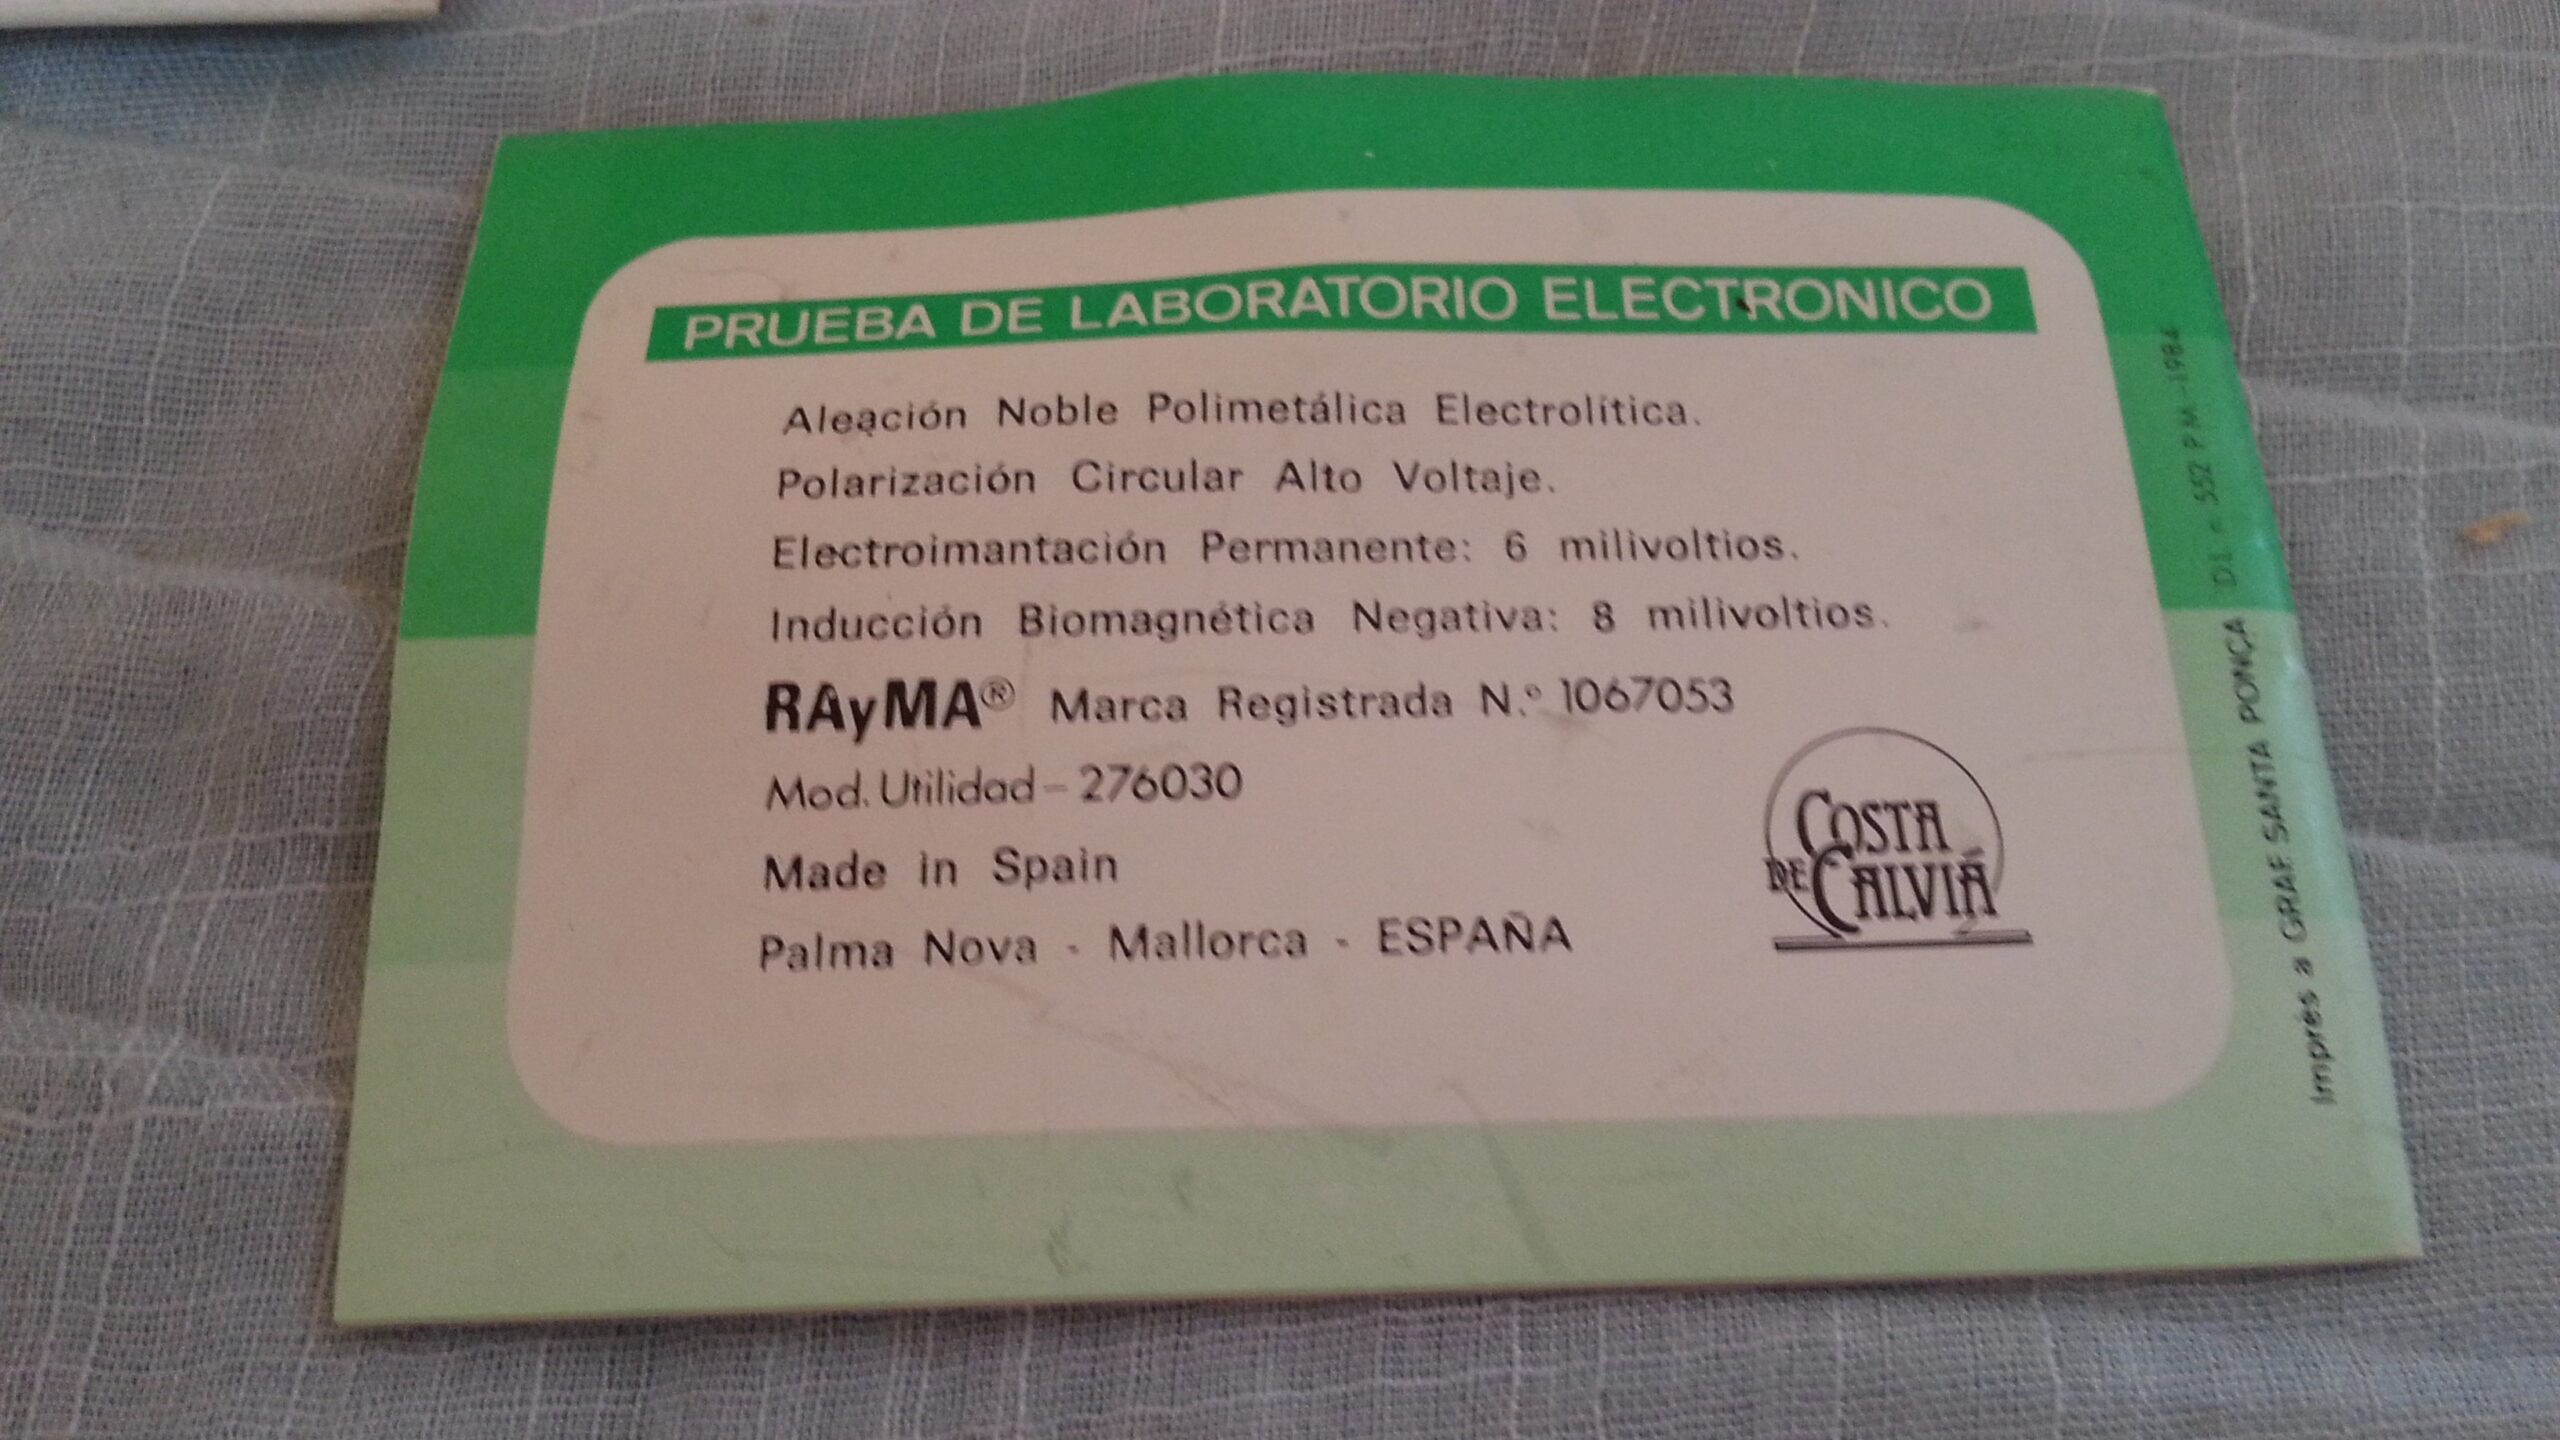 PRUEBA DE LABORATORIO ELECTRONICO
Aleación Noble Polimetálica Electrolítica.
Polarización Circular Alto Voltaje.
Electroimantación Permanente: 6 milivoltios.
Inducción Biomagnética Negativa: 8 milivoltios.
RAyMA® Marca Registrada N.º 1067053
Mod. Utilidad - 276030
Made in Spain
Palma Nova - Mallorca - ESPAÑA
COSTA
DE CALVIÁ
Imprés a GRAF. SANTA PONÇA D.L. - 552 PM - 1984